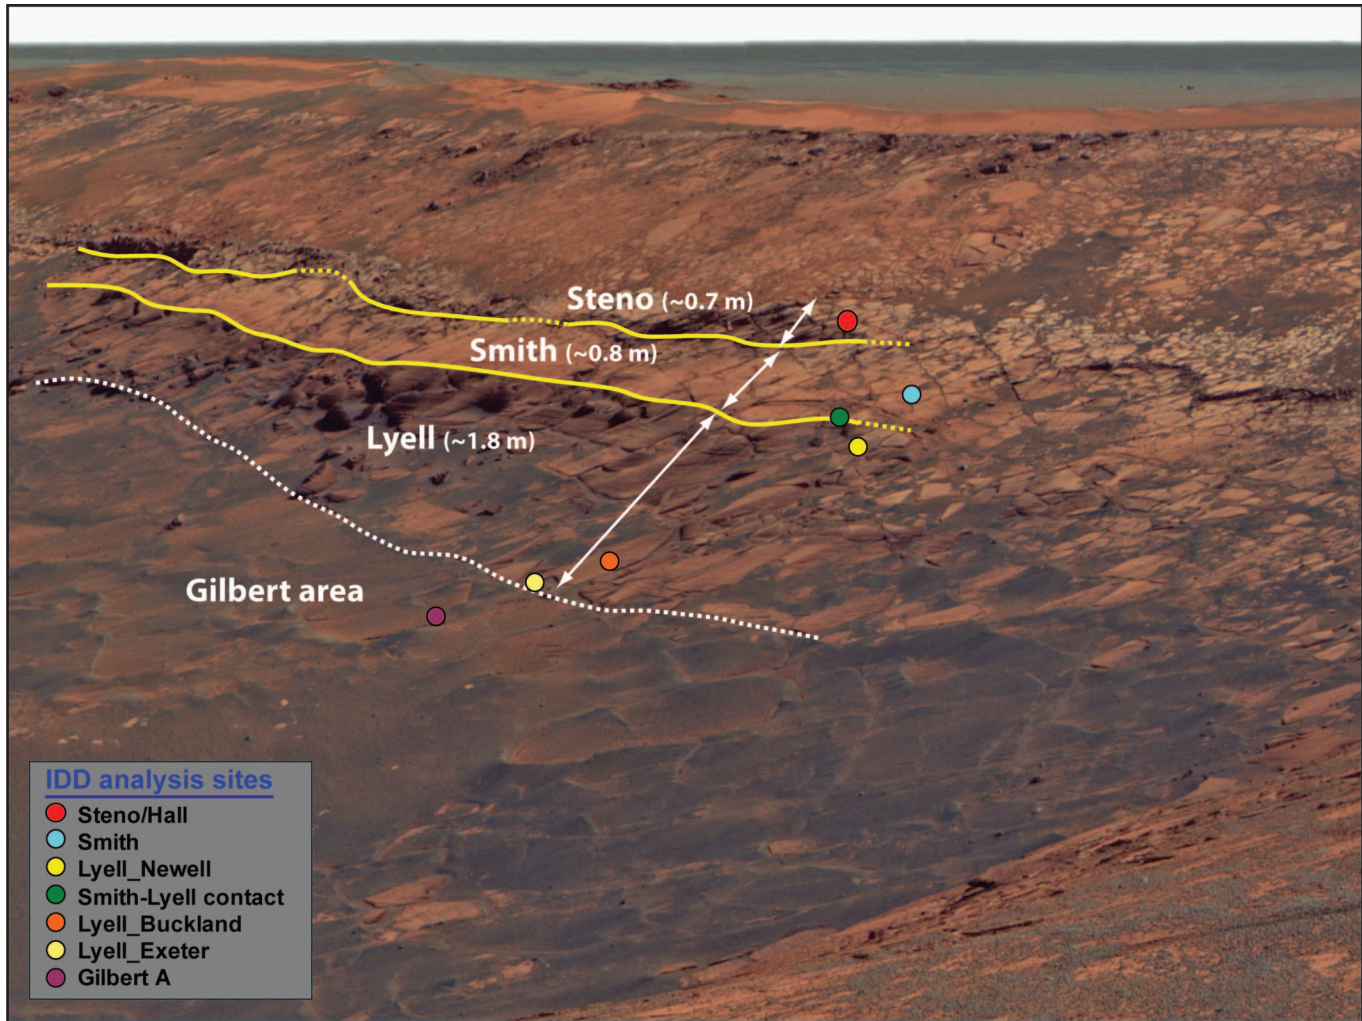 Steno (~0.7 m)
Smith (~0.8 m)
Lyell (~1.8 m)
Gilbert area
IDD analysis sites
Steno/Hall
Smith
Lyell_Newell
Smith-Lyell contact
Lyell_Buckland
Lyell_Exeter
Gilbert A